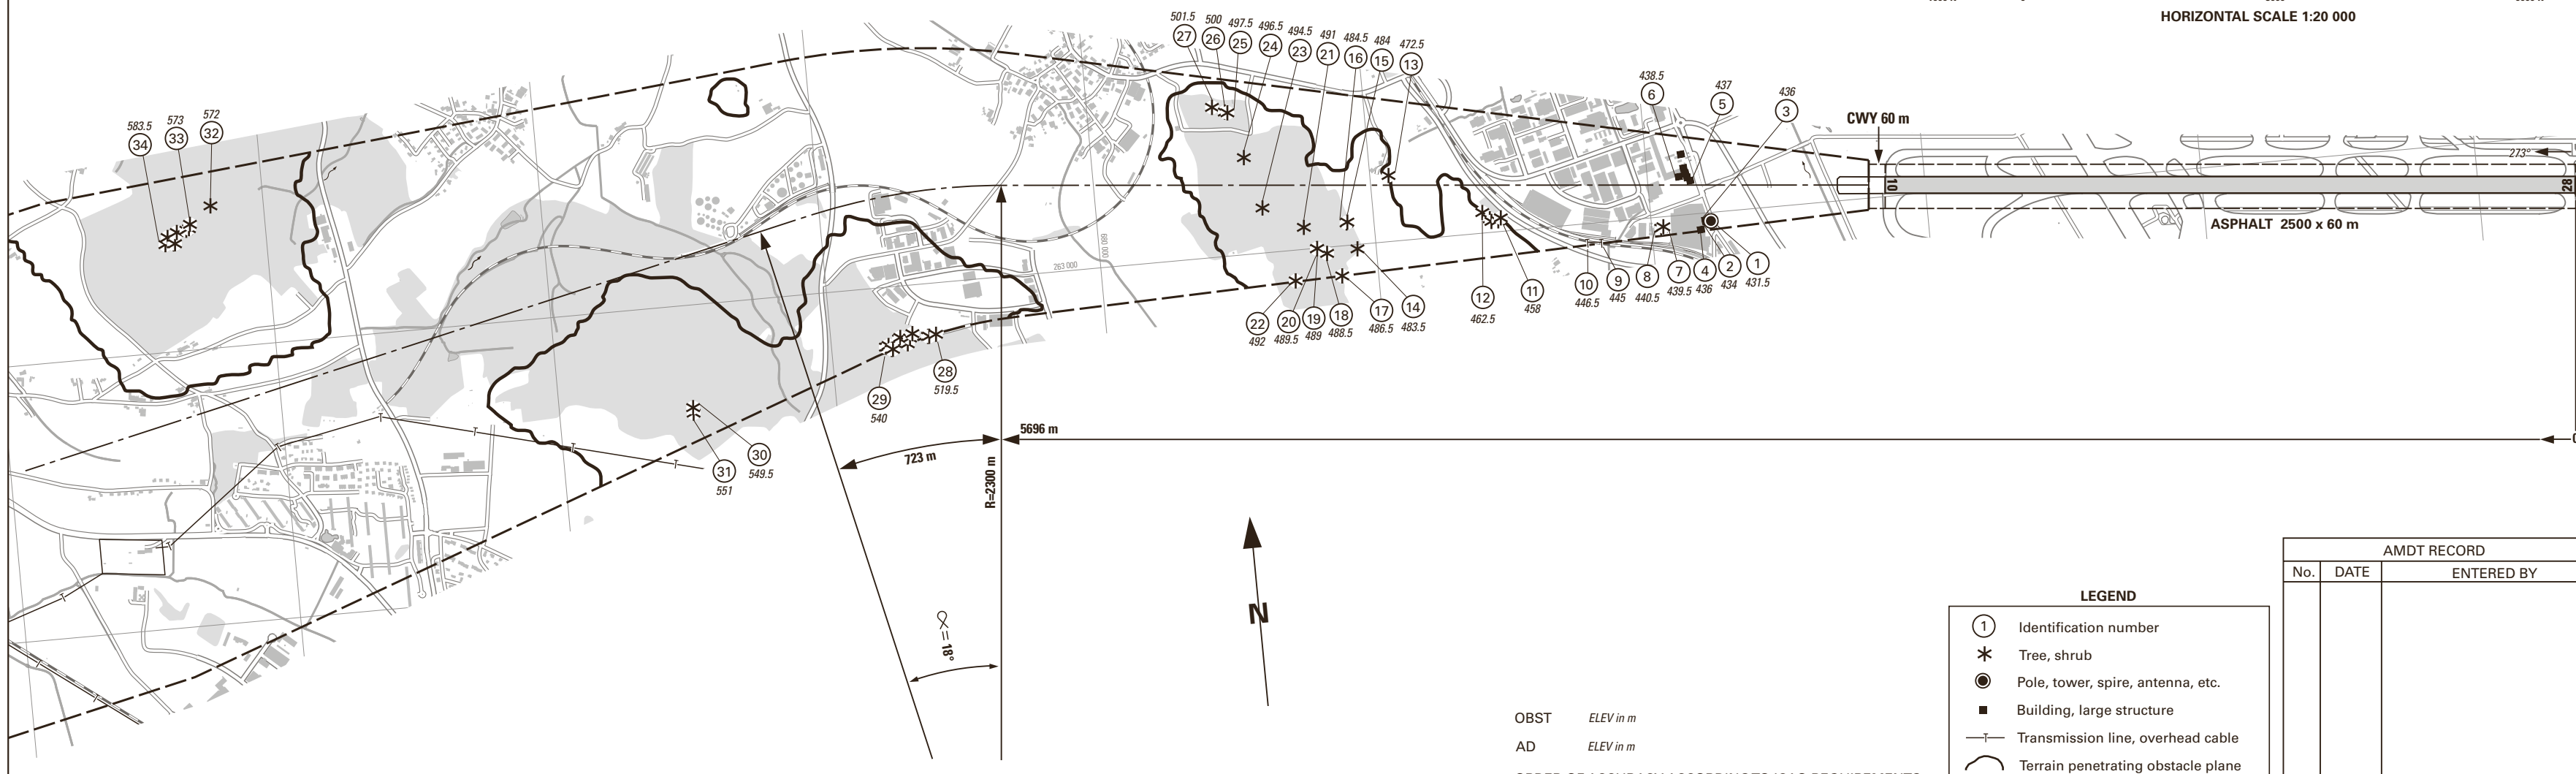 HORIZONTAL SCALE 1:20 000
501.5 500 497.5 496.5 494.5 491 484.5 484 472.5
27 26 25 24 23 21 16 15 13
438.5 437 436
6 5 3
CWY 60 m
583.5 573 572
34 33 32
273°
10
28
ASPHALT 2500 x 60 m
263 000
680 000
12 11 10 9 8 7 4 2 1
462.5 458 446.5 445 440.5 439.5 436 434 431.5
22 20 19 18 17 14
492 489.5 489 488.5 486.5 483.5
28
519.5
29
540
5696 m
723 m
R=2300 m
30
549.5
31
551
N
∝=18°
AMDT RECORD
No. DATE ENTERED BY
LEGEND
1 Identification number
Tree, shrub
Pole, tower, spire, antenna, etc.
Building, large structure
Transmission line, overhead cable
Terrain penetrating obstacle plane
OBST ELEV in m
AD ELEV in m